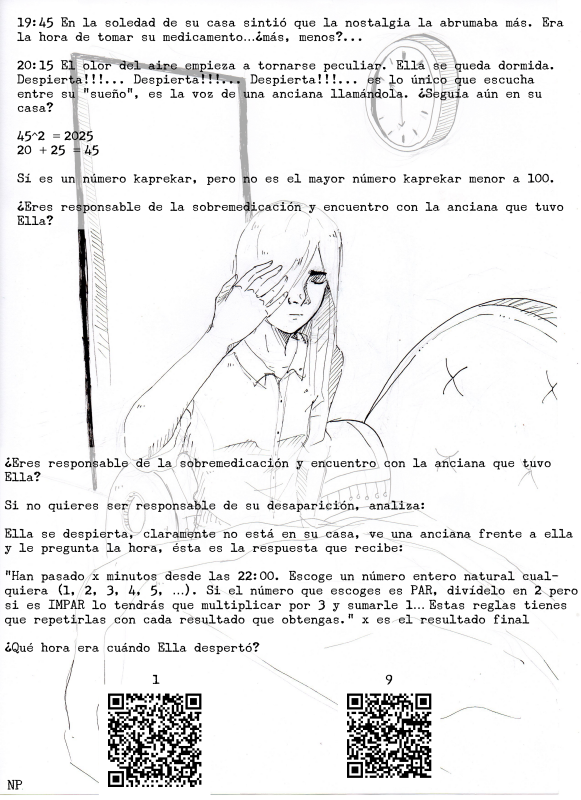 19:45 En la soledad de su casa sintió que la nostalgia la abrumaba más. Era
la hora de tomar su medicamento...¿más, menos?...
20:15 El olor del aire empieza a tornarse peculiar. Ella se queda dormida.
Despierta!!!... Despierta!!!... Despierta!!!... es lo único que escucha
entre su "sueño", es la voz de una anciana llamándola. ¿Seguía aún en su
casa?
45^2 = 2025
20 + 25 = 45
Sí es un número kaprekar, pero no es el mayor número kaprekar menor a 100.
¿Eres responsable de la sobremedicación y encuentro con la anciana que tuvo
Ella?
¿Eres responsable de la sobremedicación y encuentro con la anciana que tuvo
Ella?
Si no quieres ser responsable de su desaparición, analiza:
Ella se despierta, claramente no está en su casa, ve una anciana frente a ella
y le pregunta la hora, ésta es la respuesta que recibe:
"Han pasado x minutos desde las 22:00. Escoge un número entero natural cual-
quiera (1, 2, 3, 4, 5, ...). Si el número que escoges es PAR, divídelo en 2 pero
si es IMPAR lo tendrás que multiplicar por 3 y sumarle 1... Estas reglas tienes
que repetirlas con cada resultado que obtengas." x es el resultado final
¿Qué hora era cuándo Ella despertó?
1 9
NP